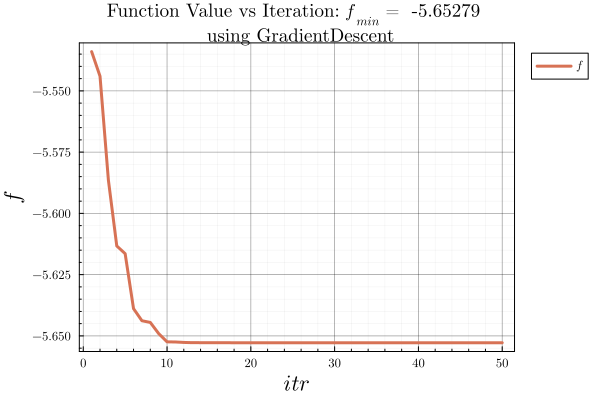 Function Value vs Iteration: f_min = -5.65279
using GradientDescent
f
−5.550
−5.575
−5.600
−5.625
−5.650
f
0 10 20 30 40 50
itr